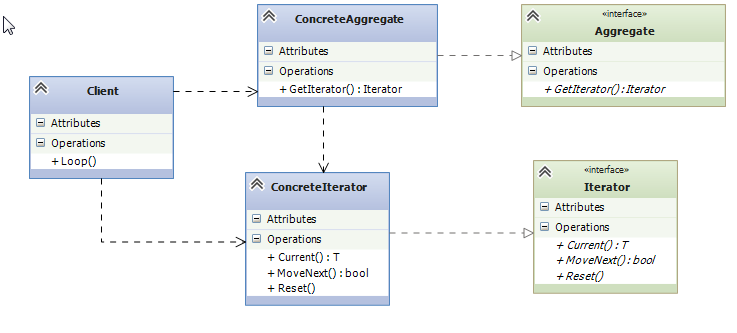 ConcreteAggregate
Attributes
Operations
+ GetIterator() : Iterator
«interface»
Aggregate
Attributes
Operations
+ GetIterator() : Iterator
Client
Attributes
Operations
+ Loop()
ConcreteIterator
Attributes
Operations
+ Current() : T
+ MoveNext() : bool
+ Reset()
«interface»
Iterator
Attributes
Operations
+ Current() : T
+ MoveNext() : bool
+ Reset()